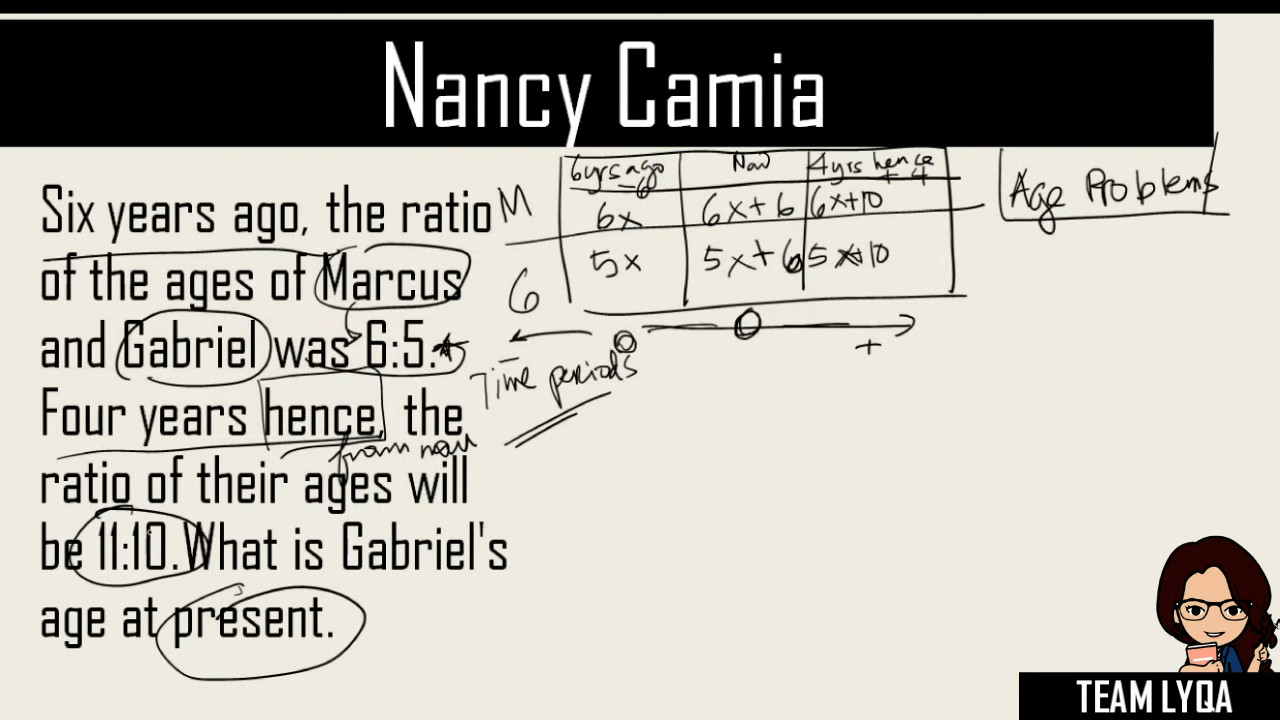 Nancy Camia
Six years ago, the ratio
of the ages of Marcus
and Gabriel was 6:5.
Four years hence, the
from now
ratio of their ages will
be 11:10. What is Gabriel's
age at present.
6yrs ago Now 4yrs hence
-6 + 4
M 6x 6x+6 6x+10
G 5x 5x+6 5x+10
Age Problems
- +
Time periods
TEAM LYQA